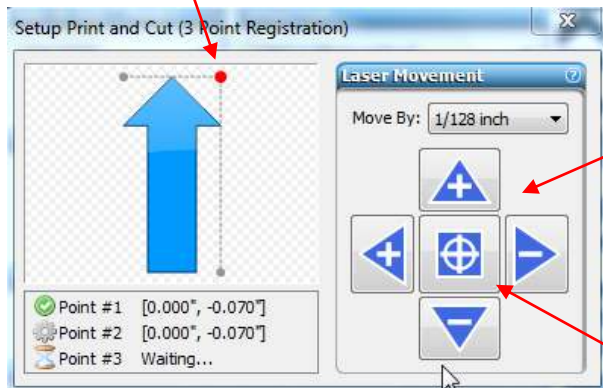 Setup Print and Cut (3 Point Registration)
Laser Movement
Move By: 1/128 inch
Point #1 [0.000", -0.070"]
Point #2 [0.000", -0.070"]
Point #3 Waiting...